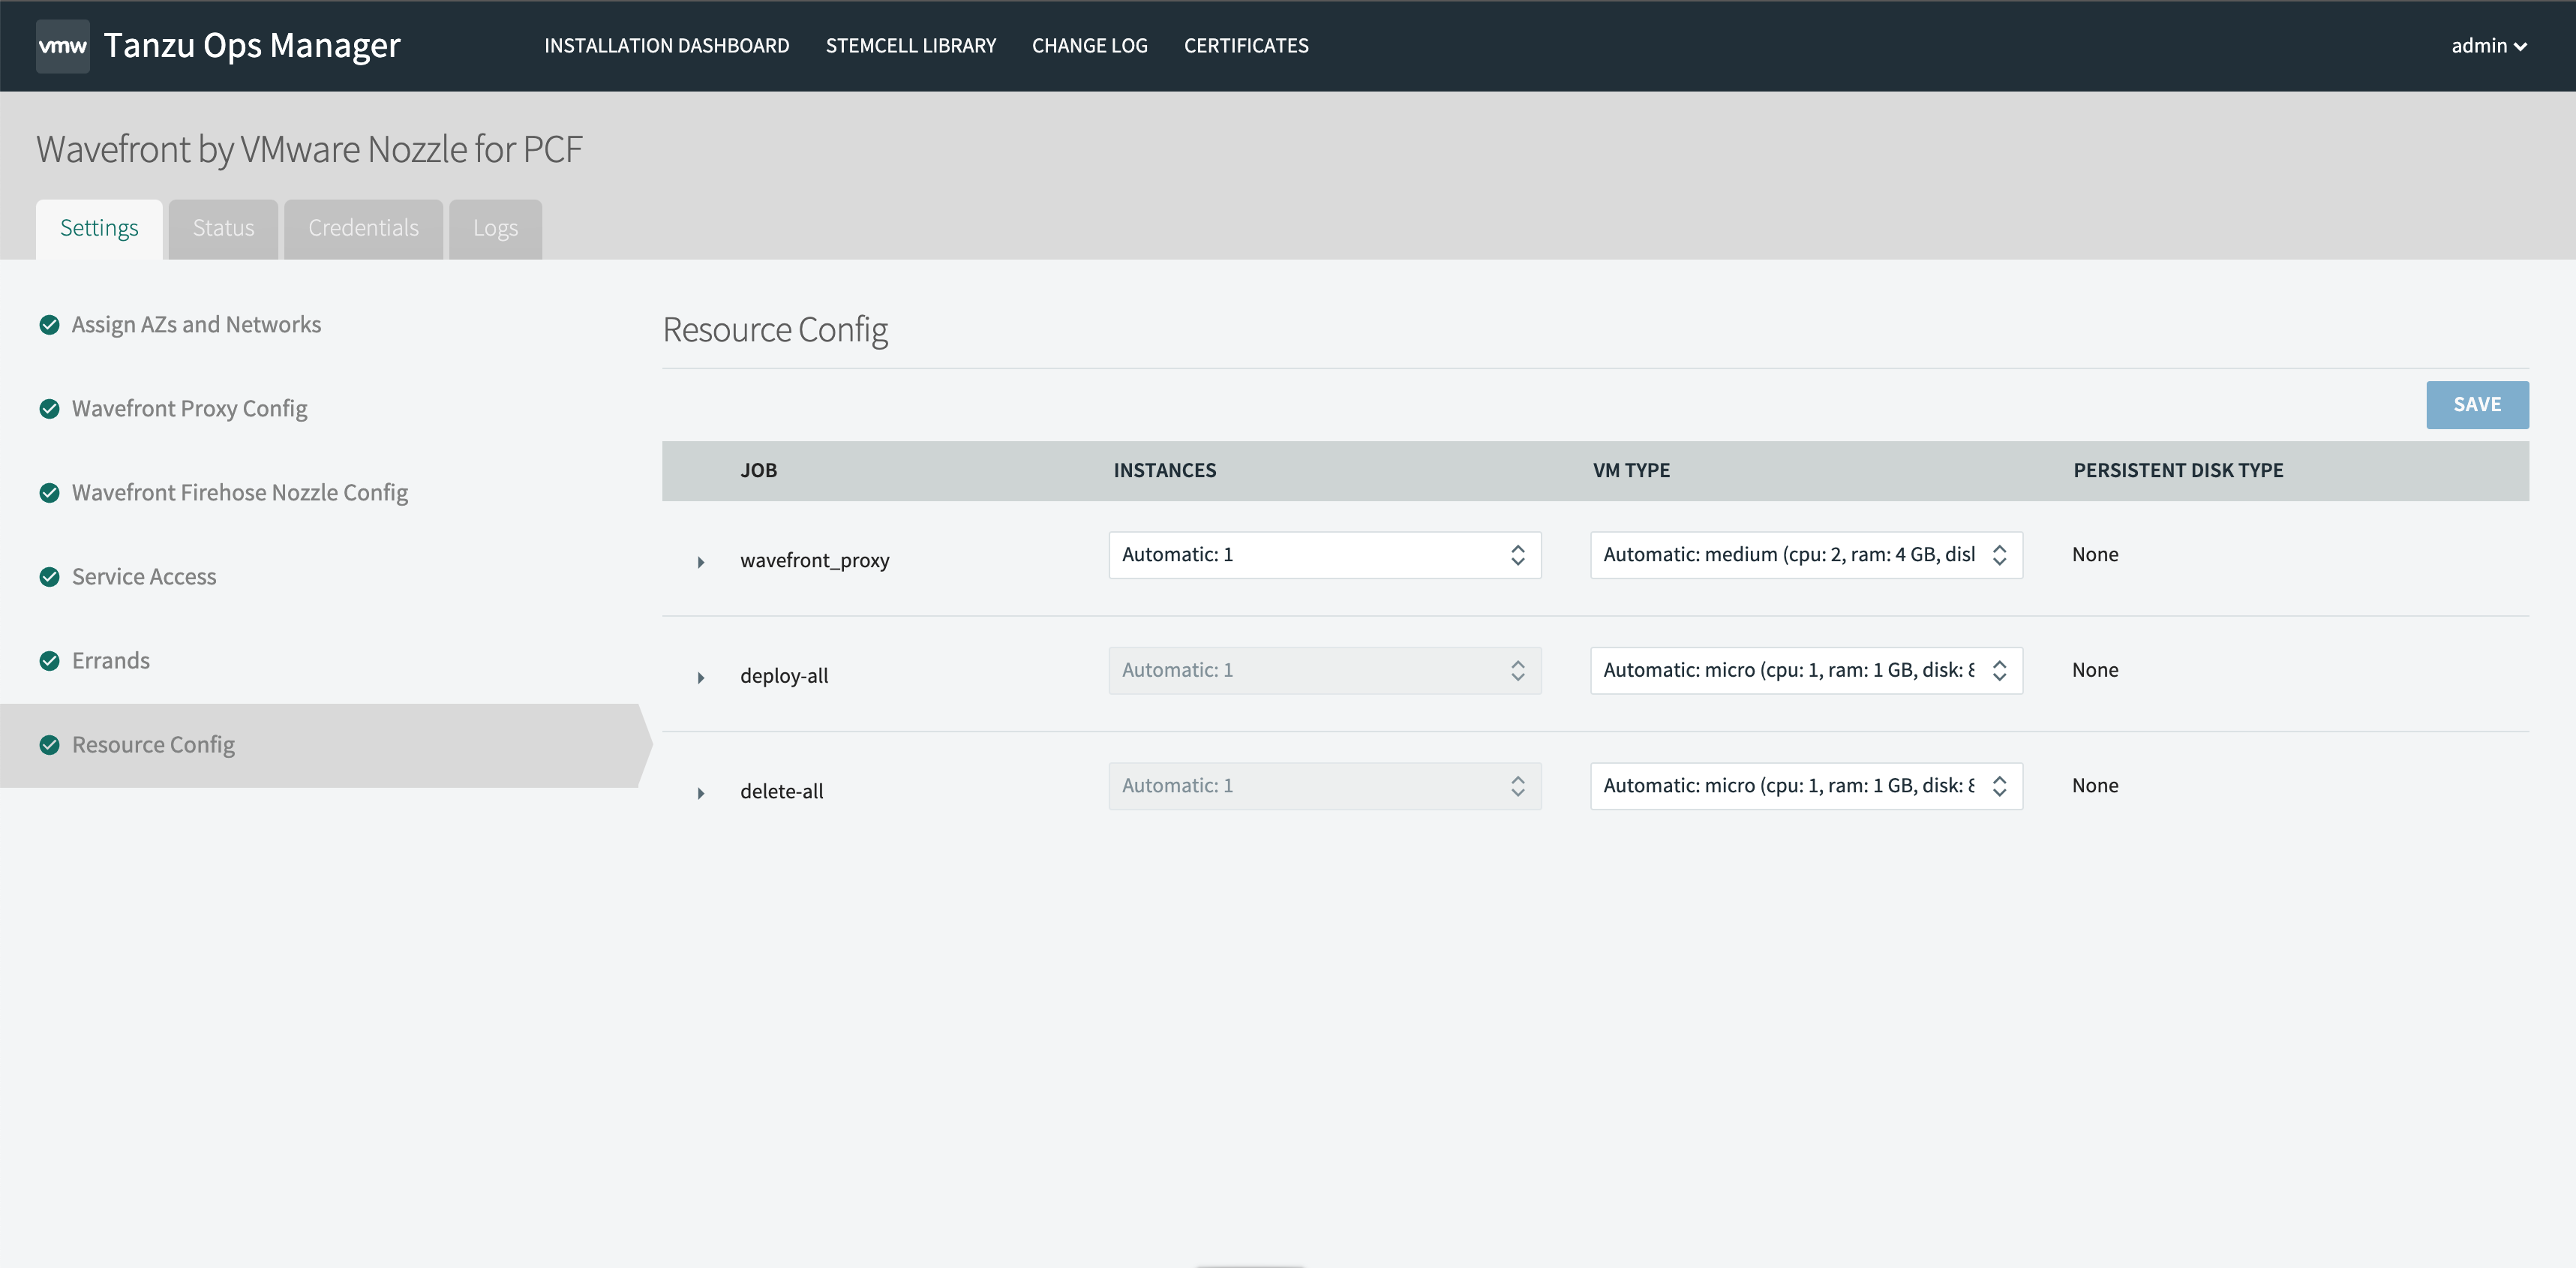 vmw Tanzu Ops Manager INSTALLATION DASHBOARD STEMCELL LIBRARY CHANGE LOG CERTIFICATES admin
Wavefront by VMware Nozzle for PCF
Settings Status Credentials Logs
Assign AZs and Networks
Wavefront Proxy Config
Wavefront Firehose Nozzle Config
Service Access
Errands
Resource Config
Resource Config
SAVE
JOB INSTANCES VM TYPE PERSISTENT DISK TYPE
wavefront_proxy Automatic: 1 Automatic: medium (cpu: 2, ram: 4 GB, None
deploy-all Automatic: 1 Automatic: micro (cpu: 1, ram: 1 GB, disk: None
delete-all Automatic: 1 Automatic: micro (cpu: 1, ram: 1 GB, disk: None